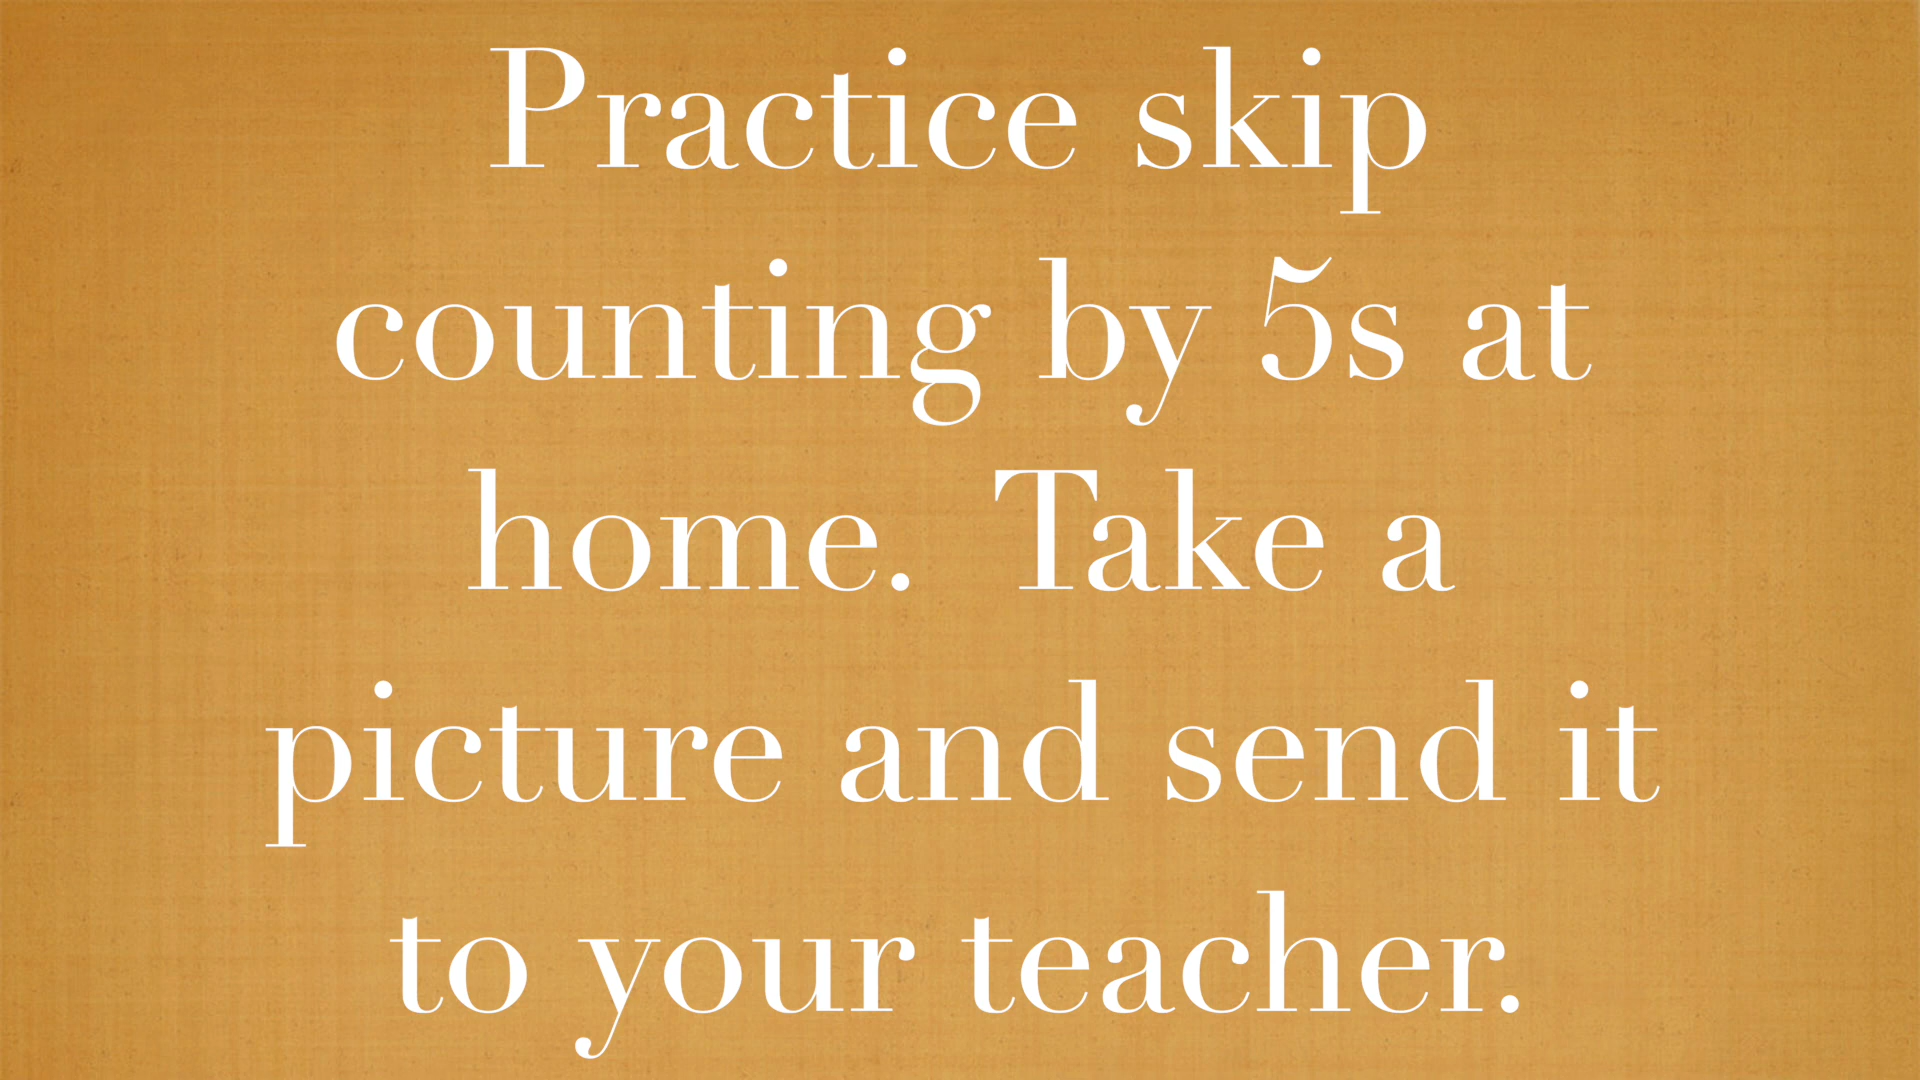 Practice skip
counting by 5s at
home.  Take a
picture and send it
to your teacher.